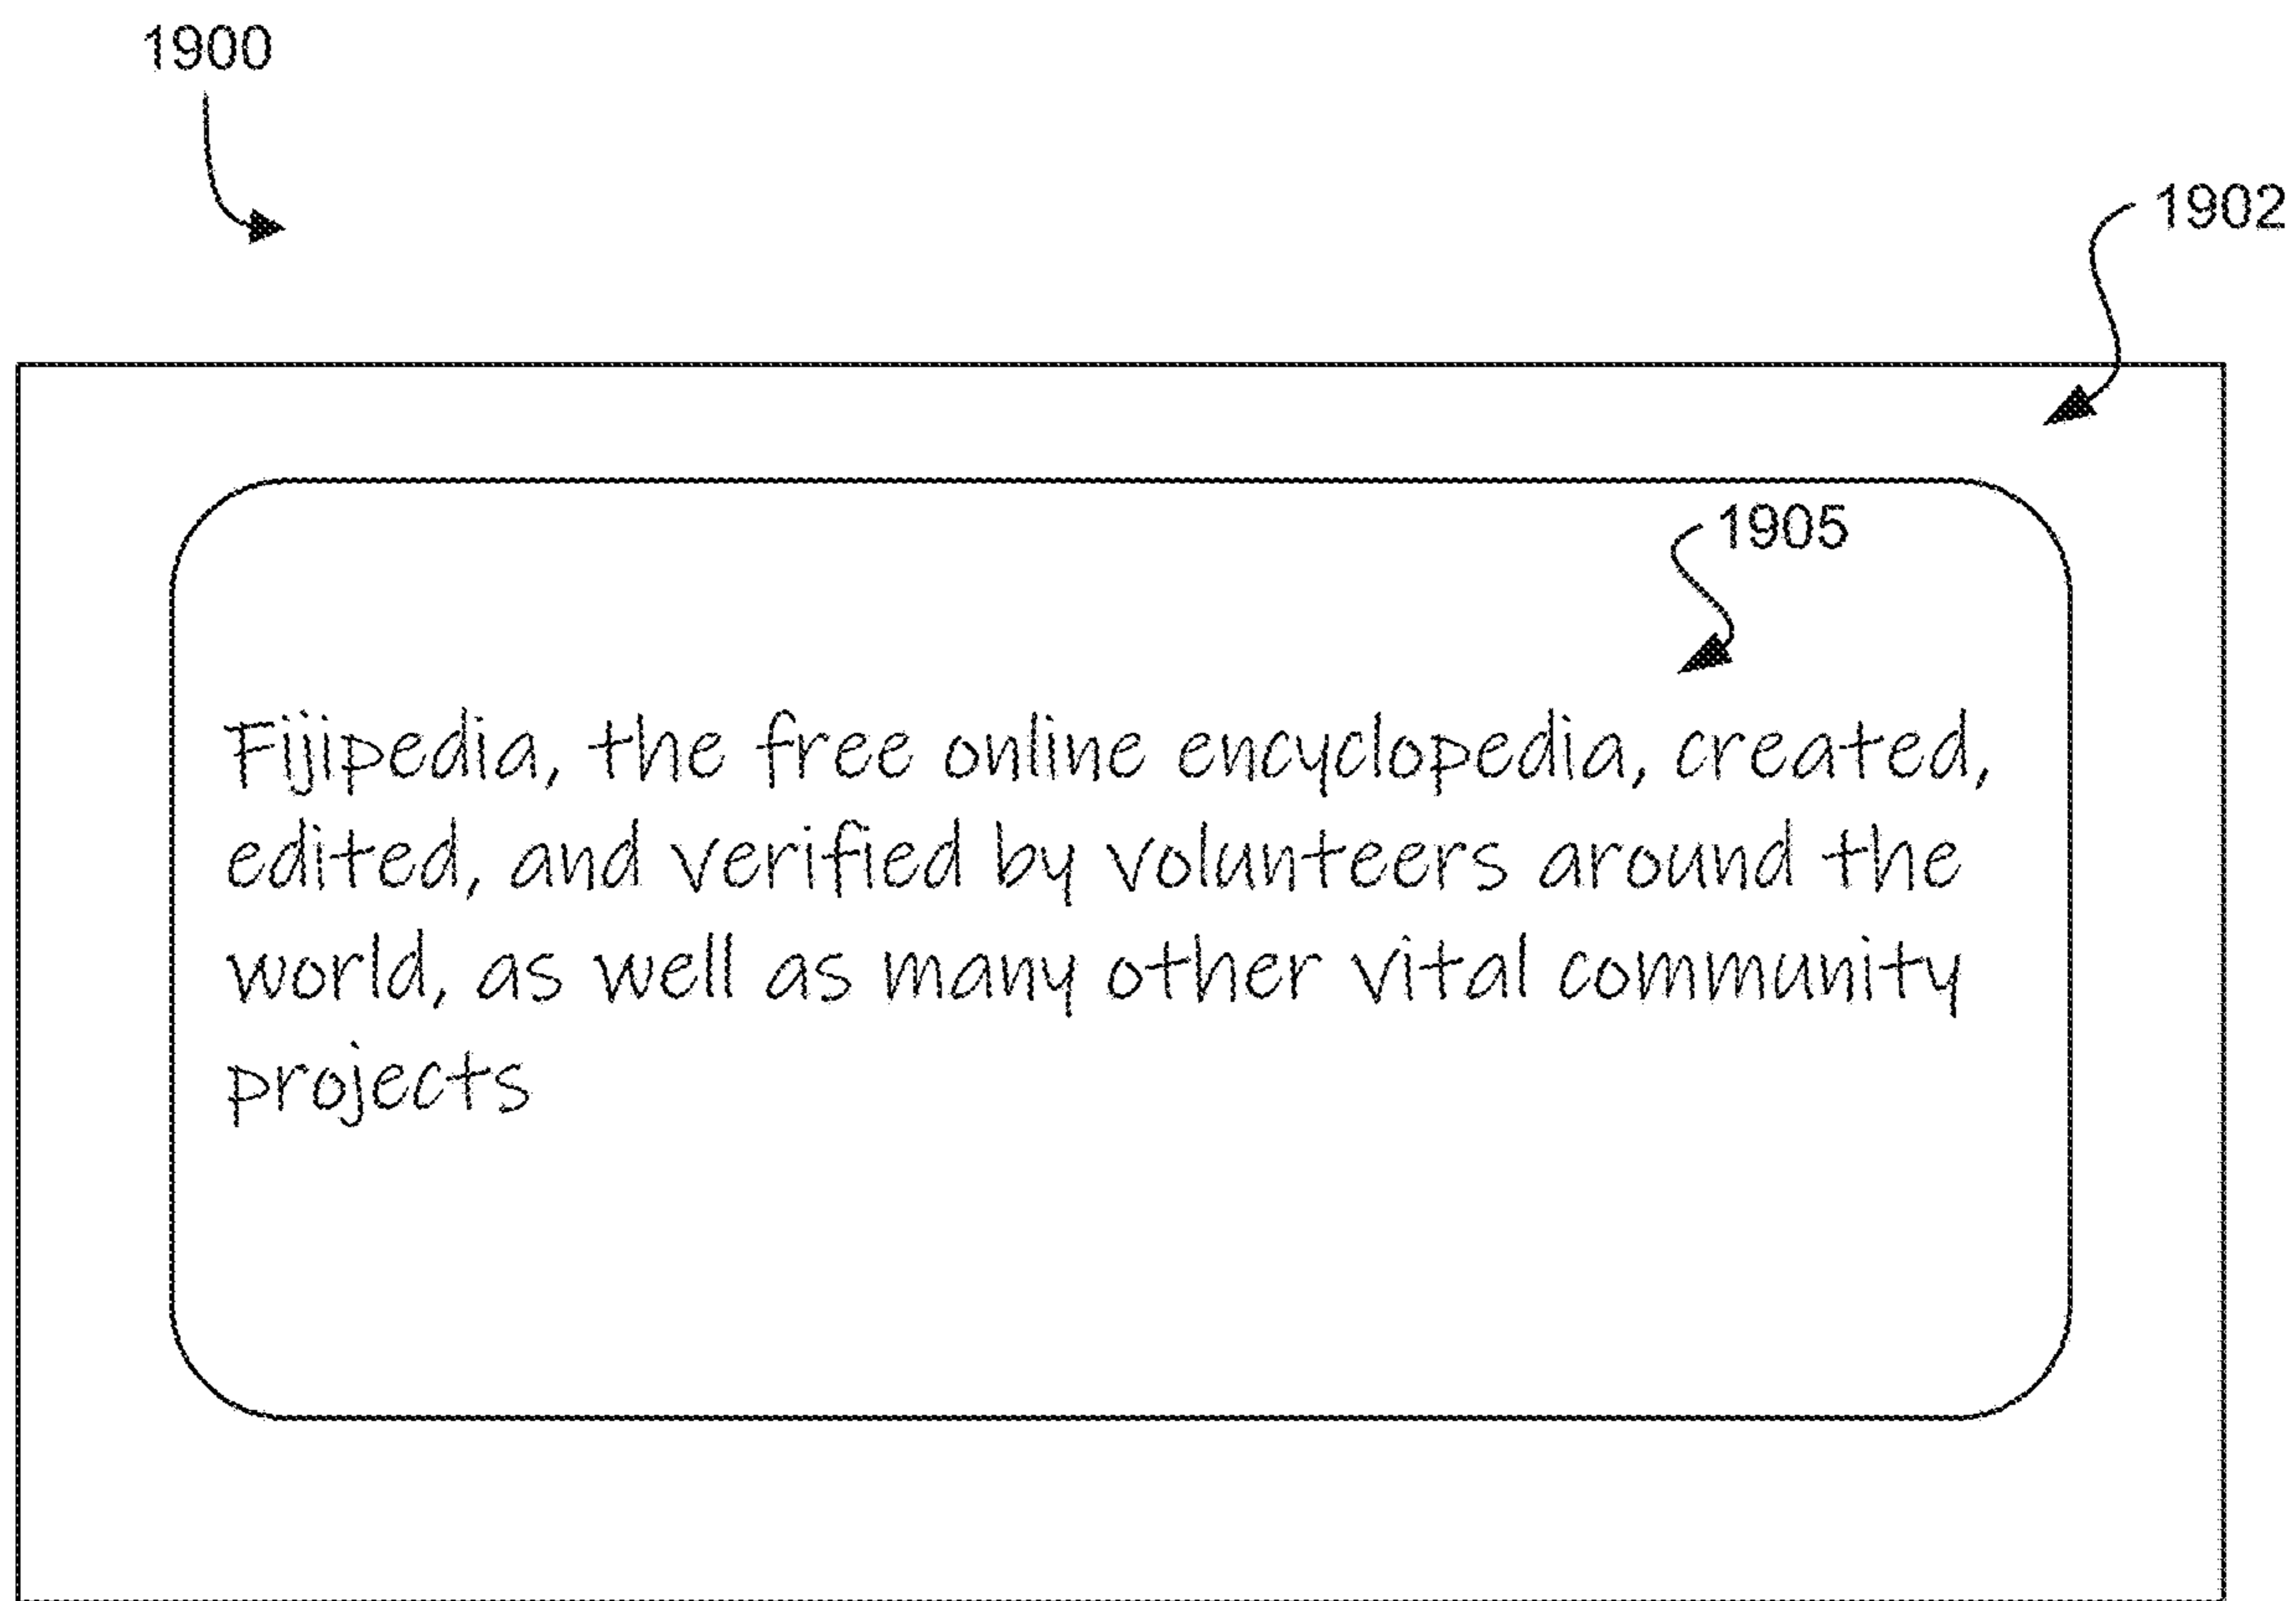 1900
1902
1905
Fijipedia, the free online encyclopedia, created,
edited, and verified by volunteers around the
world, as well as many other vital community
projects